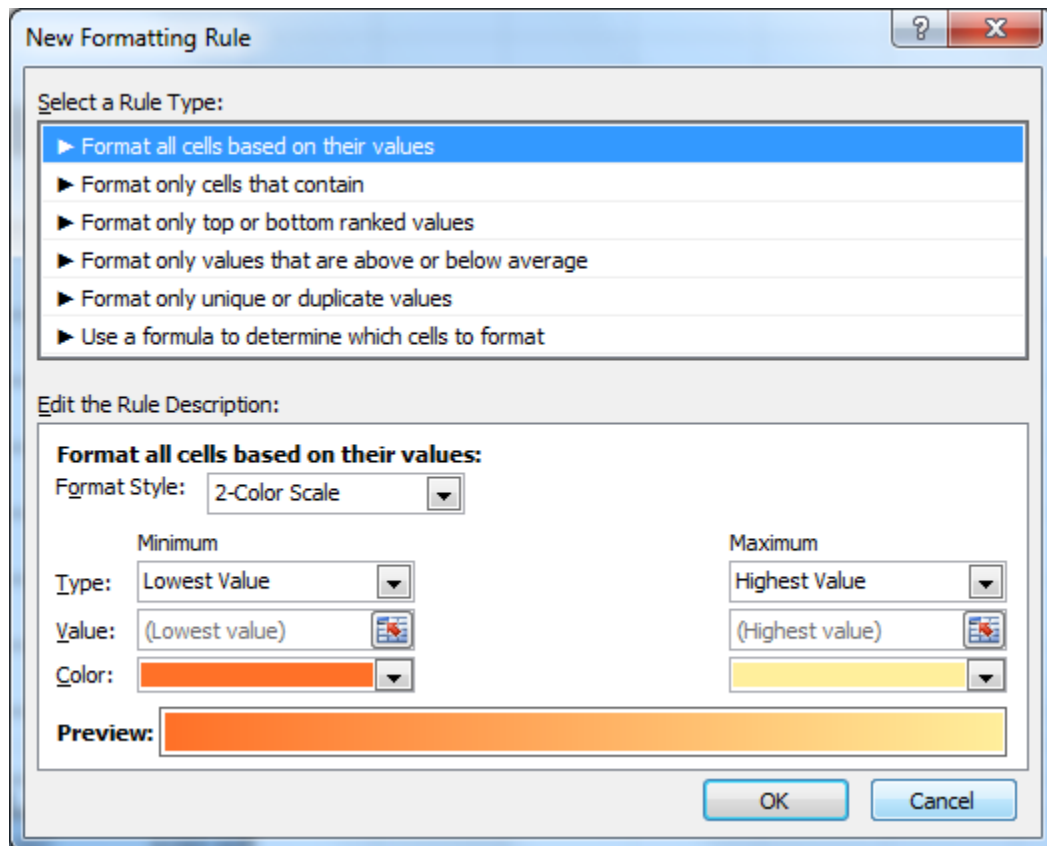 New Formatting Rule
Select a Rule Type:
► Format all cells based on their values
► Format only cells that contain
► Format only top or bottom ranked values
► Format only values that are above or below average
► Format only unique or duplicate values
► Use a formula to determine which cells to format
Edit the Rule Description:
Format all cells based on their values:
Format Style: 2-Color Scale
Minimum Maximum
Type: Lowest Value Highest Value
Value: (Lowest value) (Highest value)
Color:
Preview:
OK Cancel